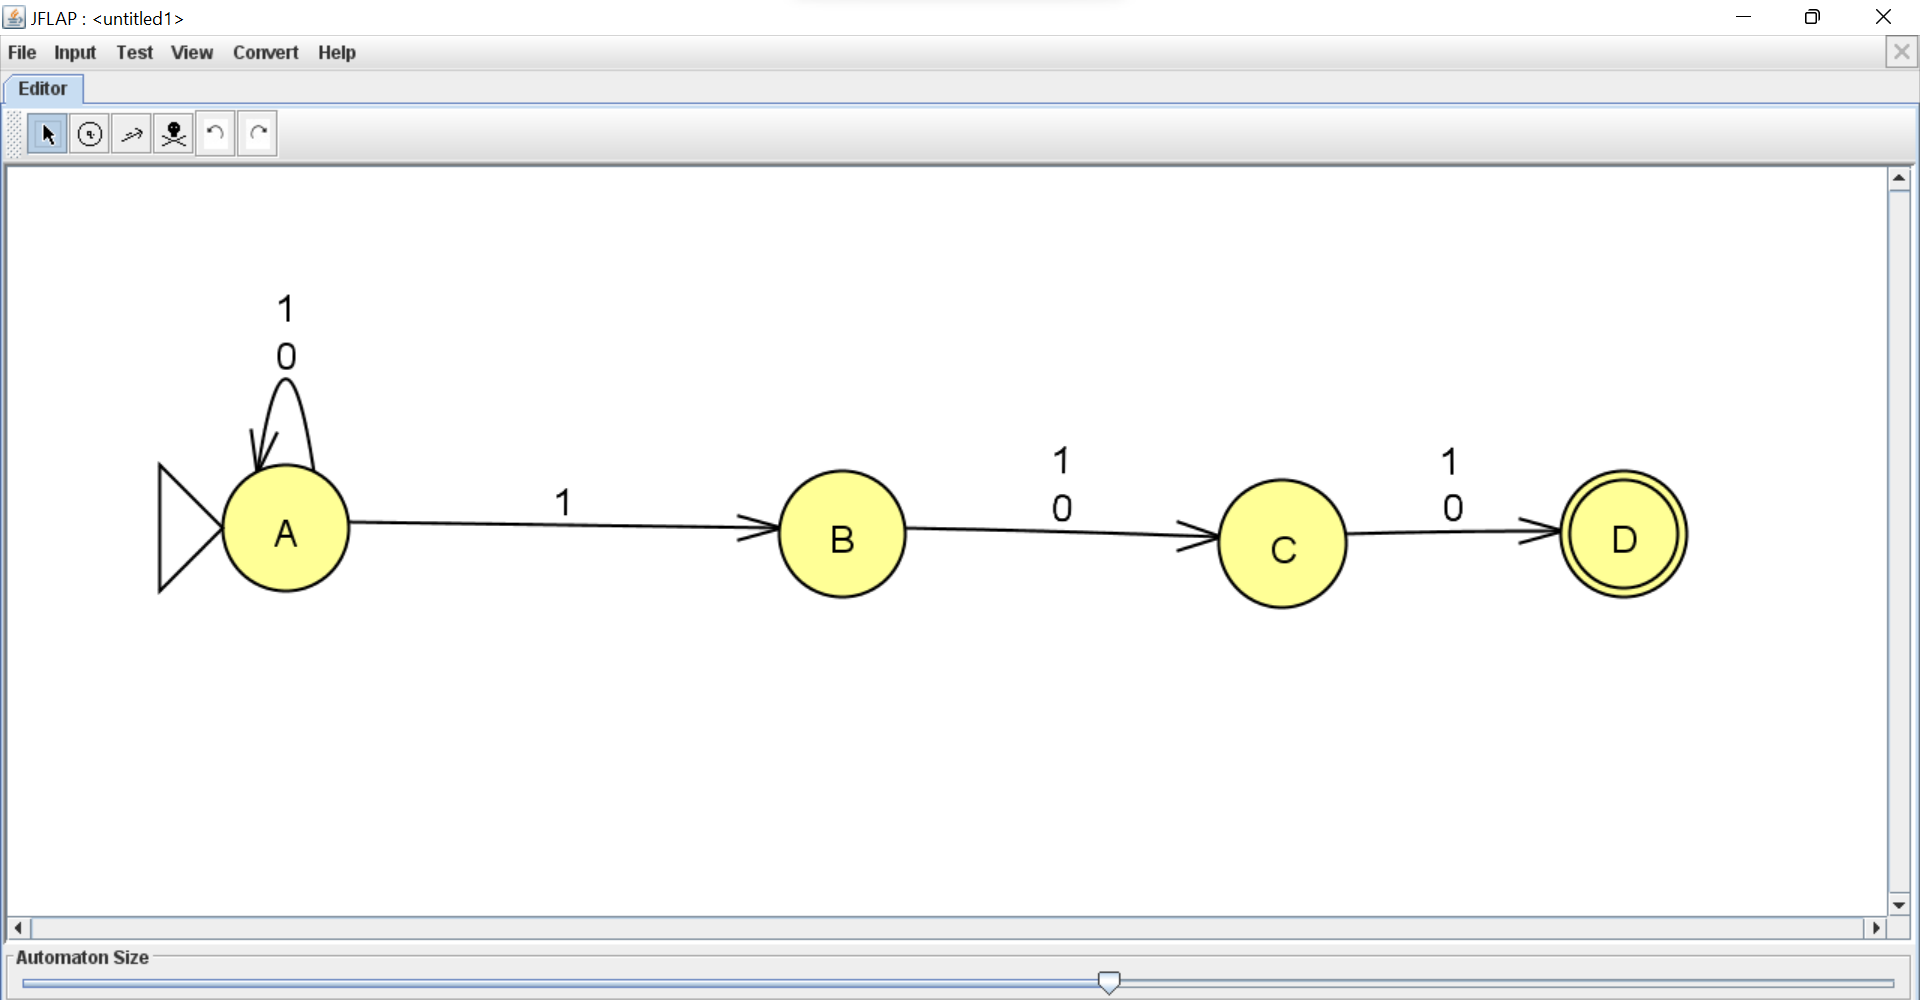 JFLAP : <untitled1>
File Input Test View Convert Help
Editor
1
0
A
1
B
1
0
C
1
0
D
Automaton Size